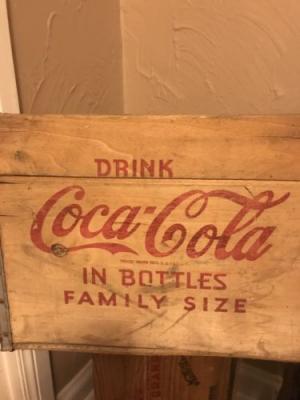 DRINK
Coca-Cola
IN BOTTLES
FAMILY SIZE